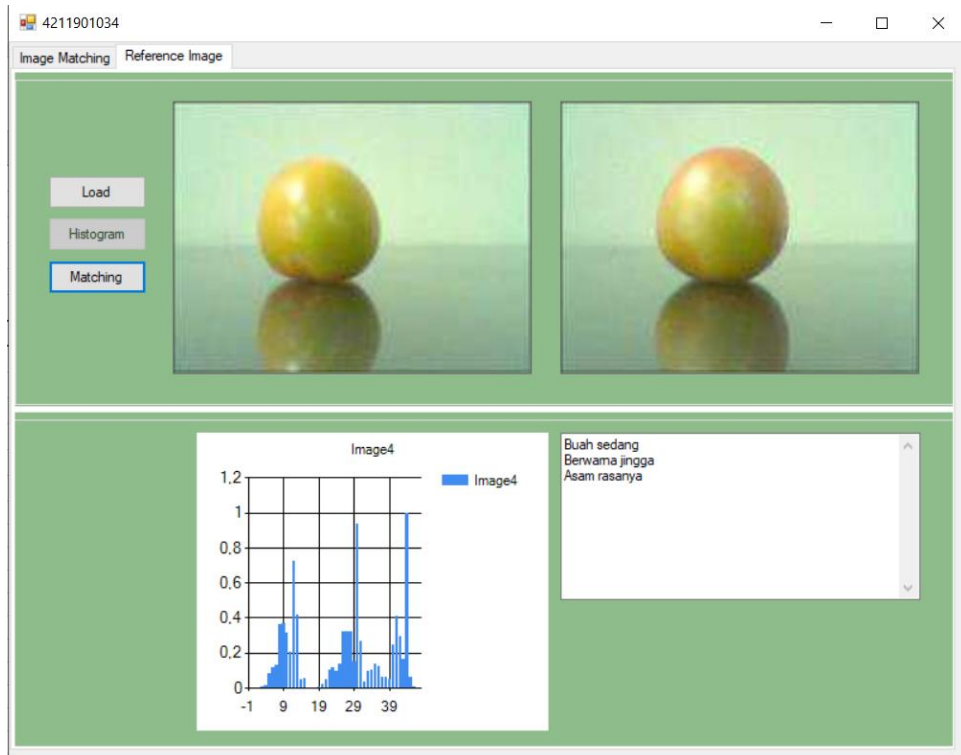 4211901034
Image Matching
Reference Image
Load
Histogram
Matching
Image4
Image4
1,2
1
0,8
0,6
0,4
0,2
0
-1 9 19 29 39
Buah sedang
Berwarna jingga
Asam rasanya